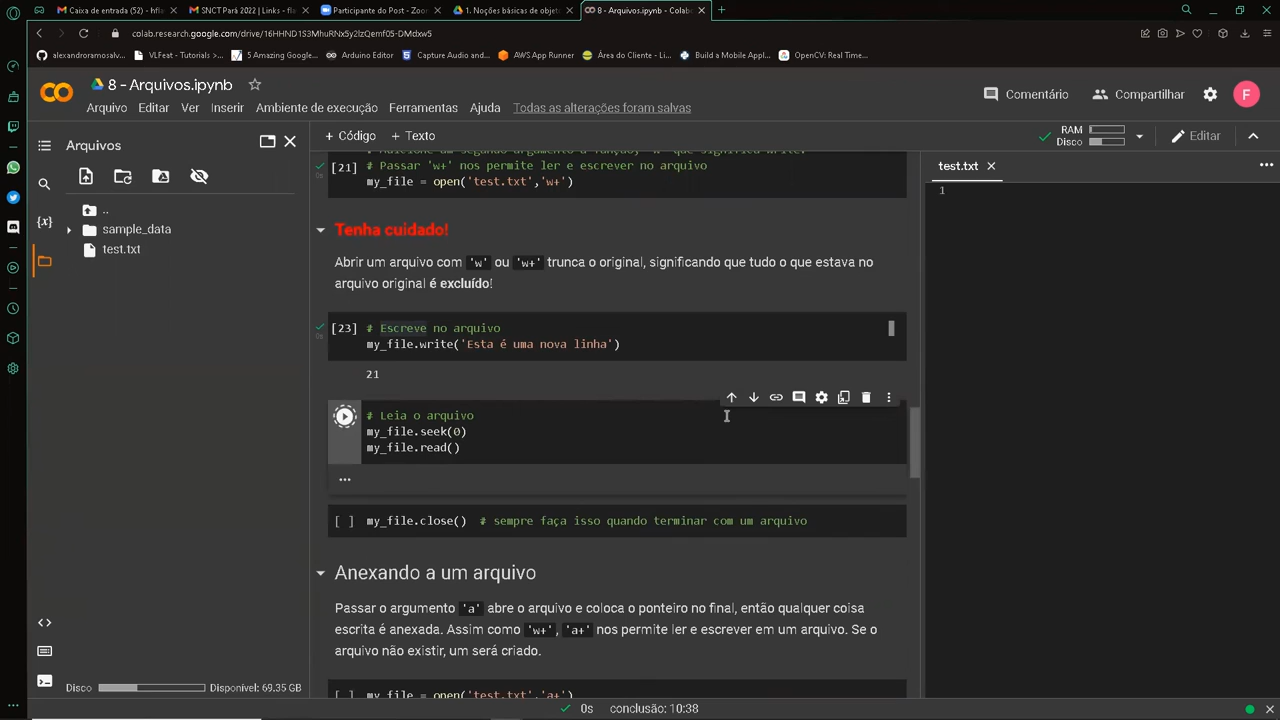 Caixa de entrada (52) - hfl
SNCT Pará 2022 | Links - fla
Participante do Post - Zoom
1. Noções básicas de objeto
8 - Arquivos.ipynb - Colab
colab.research.google.com/drive/16HHND1S3MhuRNx5y2IzQemf05-DMdxw5
alexandroramosalv...
VLFeat - Tutorials >...
5 Amazing Google...
Arduino Editor
Capture Audio and...
AWS App Runner
Área do Cliente - Li...
Build a Mobile Appl...
OpenCV: Real Time...
8 - Arquivos.ipynb
Comentário
Compartilhar
F
Arquivo Editar Ver Inserir Ambiente de execução Ferramentas Ajuda Todas as alterações foram salvas
Arquivos
+ Código + Texto
RAM
Disco
Editar
..
sample_data
test.txt
{x}
[21] # Passar 'w+' nos permite ler e escrever no arquivo
my_file = open('test.txt','w+')
Tenha cuidado!
Abrir um arquivo com 'w' ou 'w+' trunca o original, significando que tudo o que estava no
arquivo original é excluído!
[23] # Escreve no arquivo
my_file.write('Esta é uma nova linha')
21
# Leia o arquivo
my_file.seek(0)
my_file.read()
...
[ ] my_file.close() # sempre faça isso quando terminar com um arquivo
Anexando a um arquivo
Passar o argumento 'a' abre o arquivo e coloca o ponteiro no final, então qualquer coisa
escrita é anexada. Assim como 'w+', 'a+' nos permite ler e escrever em um arquivo. Se o
arquivo não existir, um será criado.
[ ] my_file = open('test.txt','a+')
test.txt
1
Disco Disponível: 69.35 GB
0s conclusão: 10:38